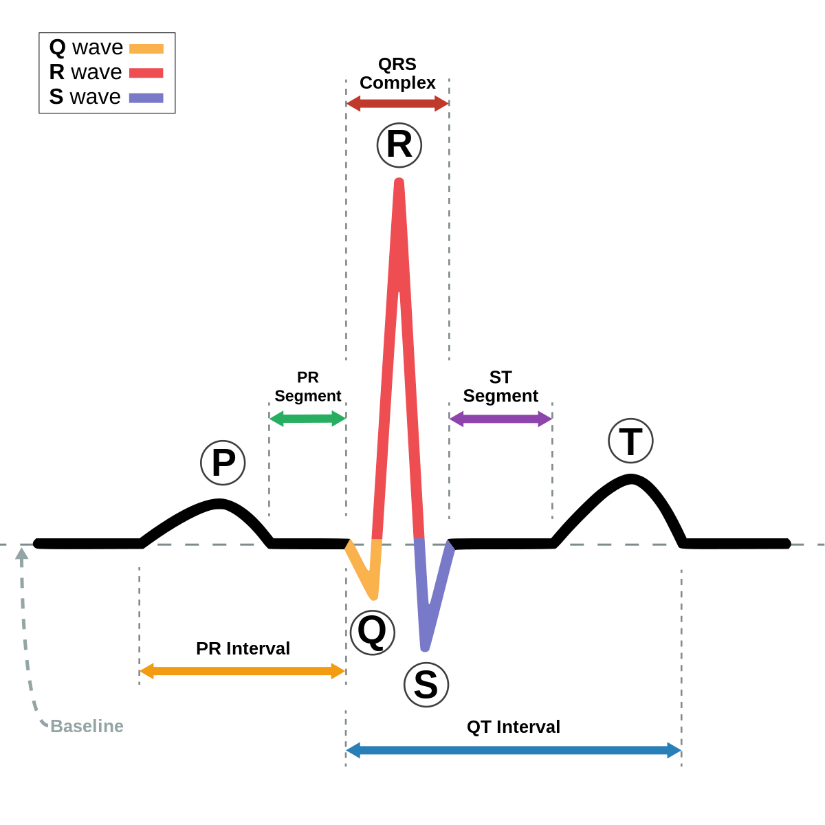 Q wave
R wave
S wave
QRS
Complex
R
PR
Segment
ST
Segment
P
T
Q
PR Interval
S
Baseline
QT Interval